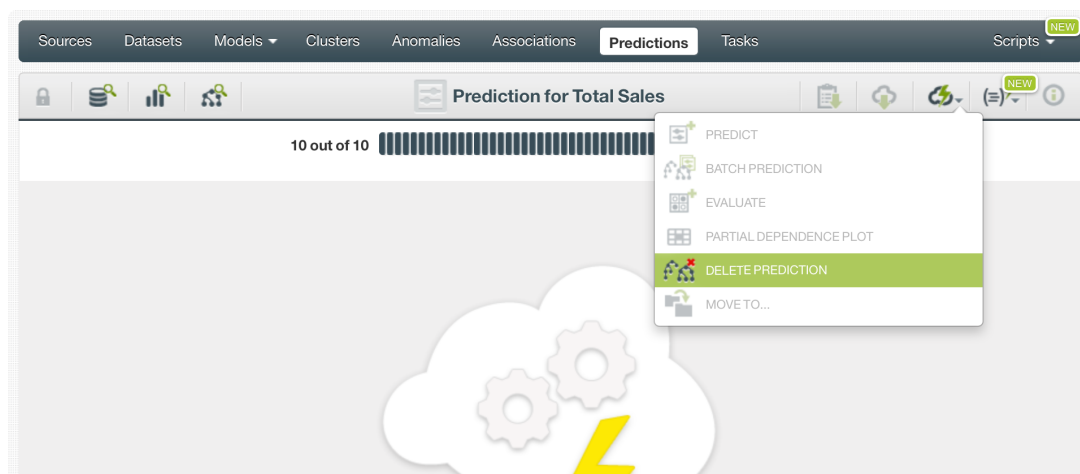 NEW
Sources Datasets Models Clusters Anomalies Associations Predictions Tasks Scripts
NEW
Prediction for Total Sales (=)
10 out of 10
PREDICT
BATCH PREDICTION
EVALUATE
PARTIAL DEPENDENCE PLOT
DELETE PREDICTION
MOVE TO...